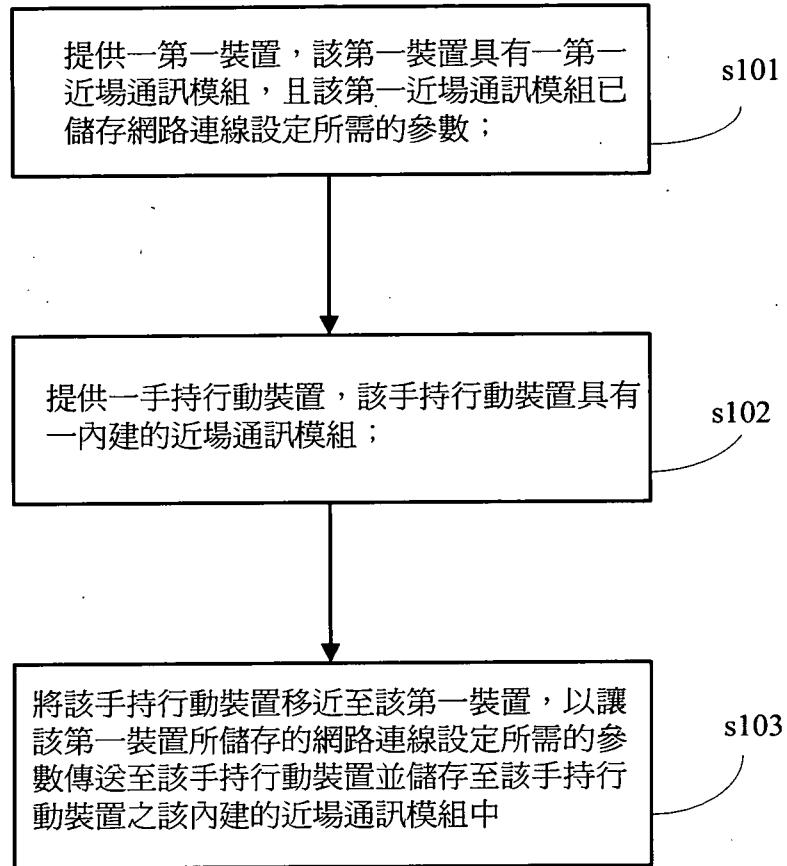 提供一第一裝置，該第一裝置具有一第一
近場通訊模組，且該第一近場通訊模組已
儲存網路連線設定所需的參數；
s101
提供一手持行動裝置，該手持行動裝置具有
一內建的近場通訊模組；
s102
將該手持行動裝置移近至該第一裝置，以讓
該第一裝置所儲存的網路連線設定所需的參
數傳送至該手持行動裝置並儲存至該手持行
動裝置之該內建的近場通訊模組中
s103